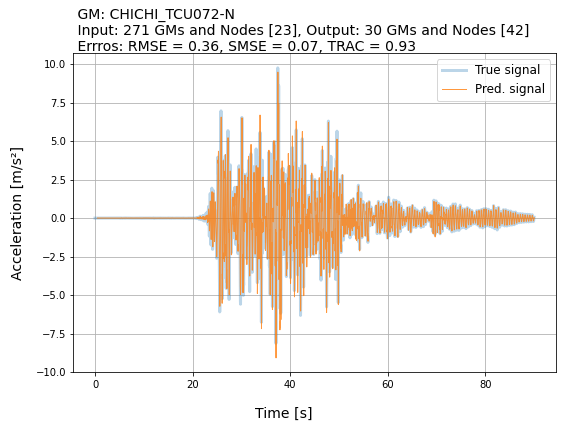 GM: CHICHI_TCU072-N
Input: 271 GMs and Nodes [23], Output: 30 GMs and Nodes [42]
Errros: RMSE = 0.36, SMSE = 0.07, TRAC = 0.93
True signal
Pred. signal
10.0
7.5
5.0
2.5
0.0
−2.5
−5.0
−7.5
−10.0
Acceleration [m/s²]
0 20 40 60 80
Time [s]